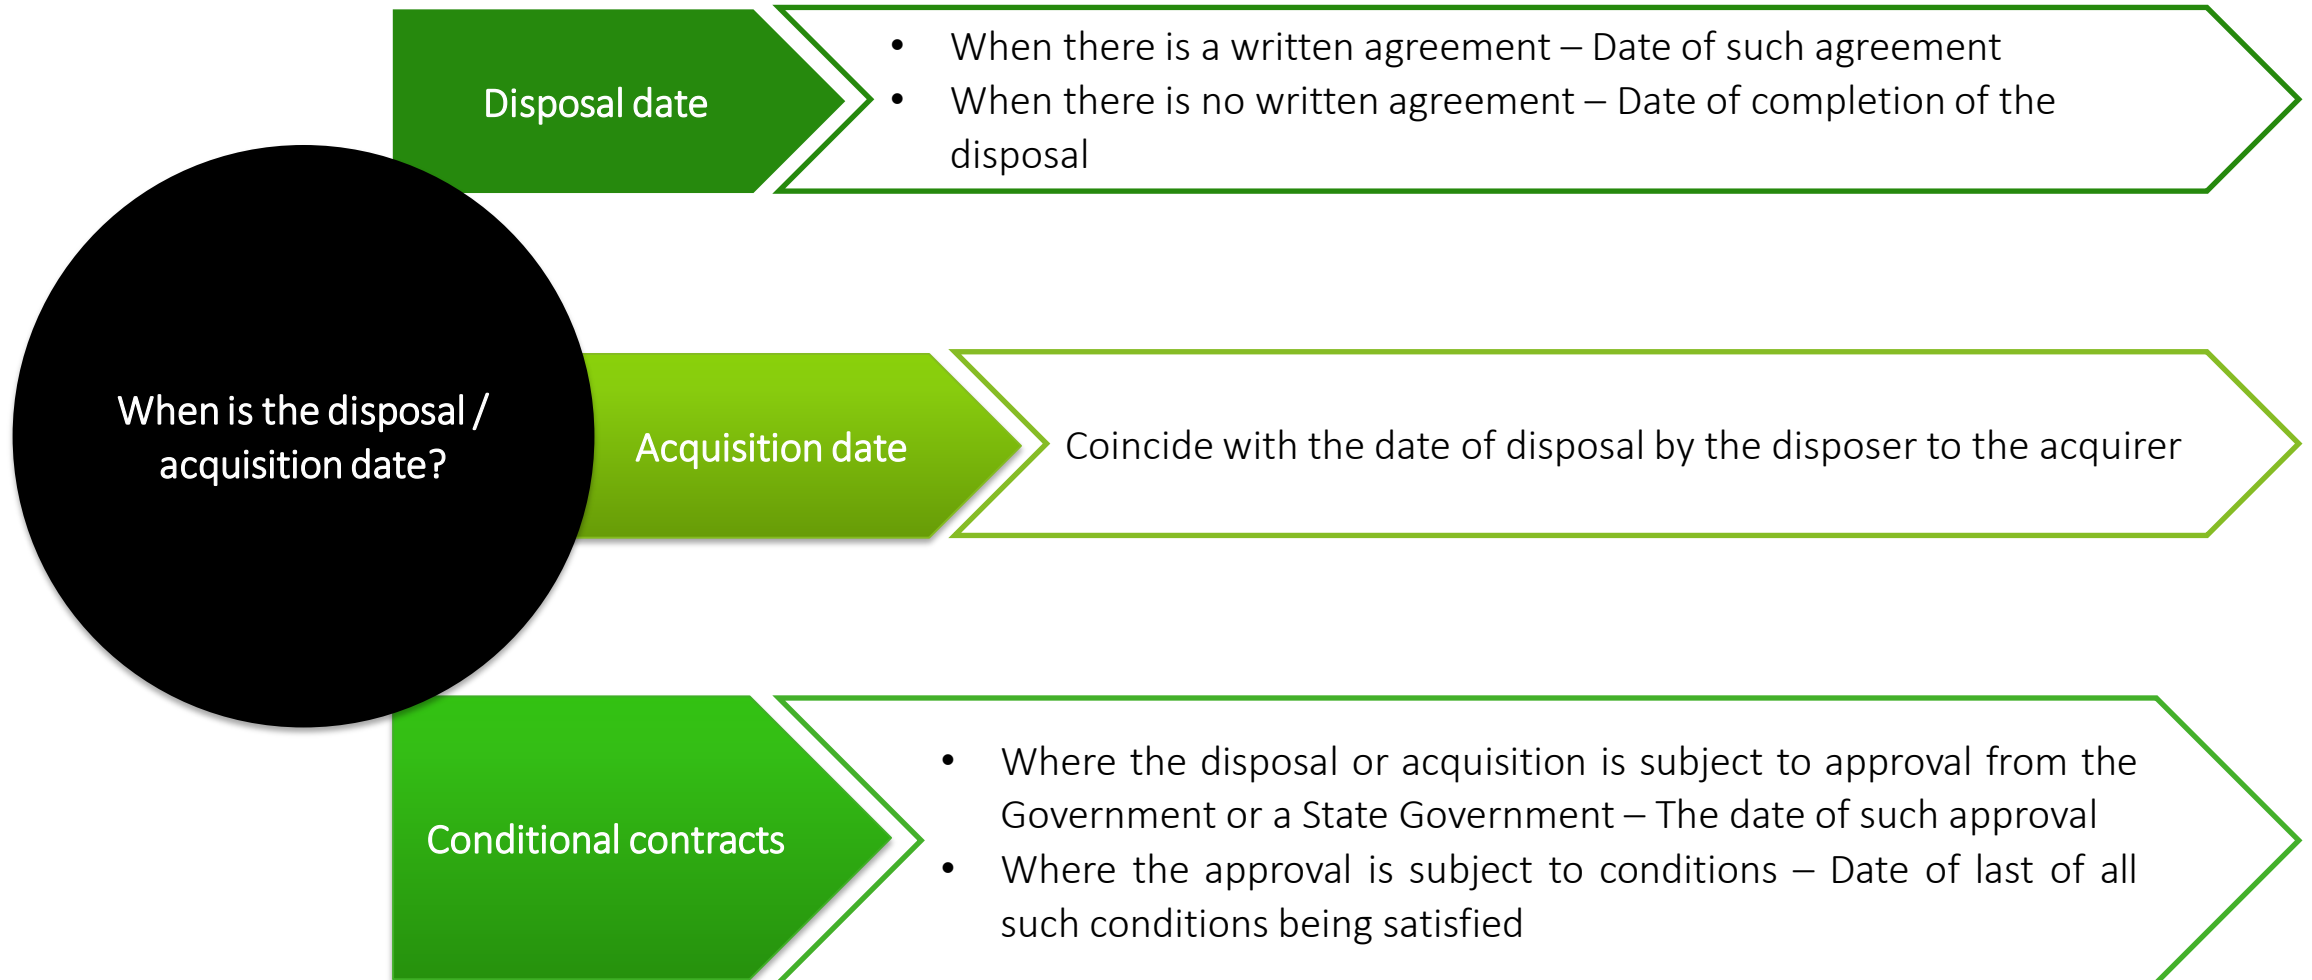 Disposal date
• When there is a written agreement – Date of such agreement
• When there is no written agreement – Date of completion of the
disposal
When is the disposal /
acquisition date?
Acquisition date
Coincide with the date of disposal by the disposer to the acquirer
Conditional contracts
• Where the disposal or acquisition is subject to approval from the
Government or a State Government – The date of such approval
• Where the approval is subject to conditions – Date of last of all
such conditions being satisfied